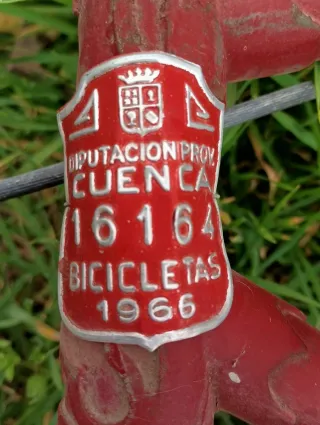 DIPUTACION PROV.
CUENCA
16164
BICICLETAS
1966